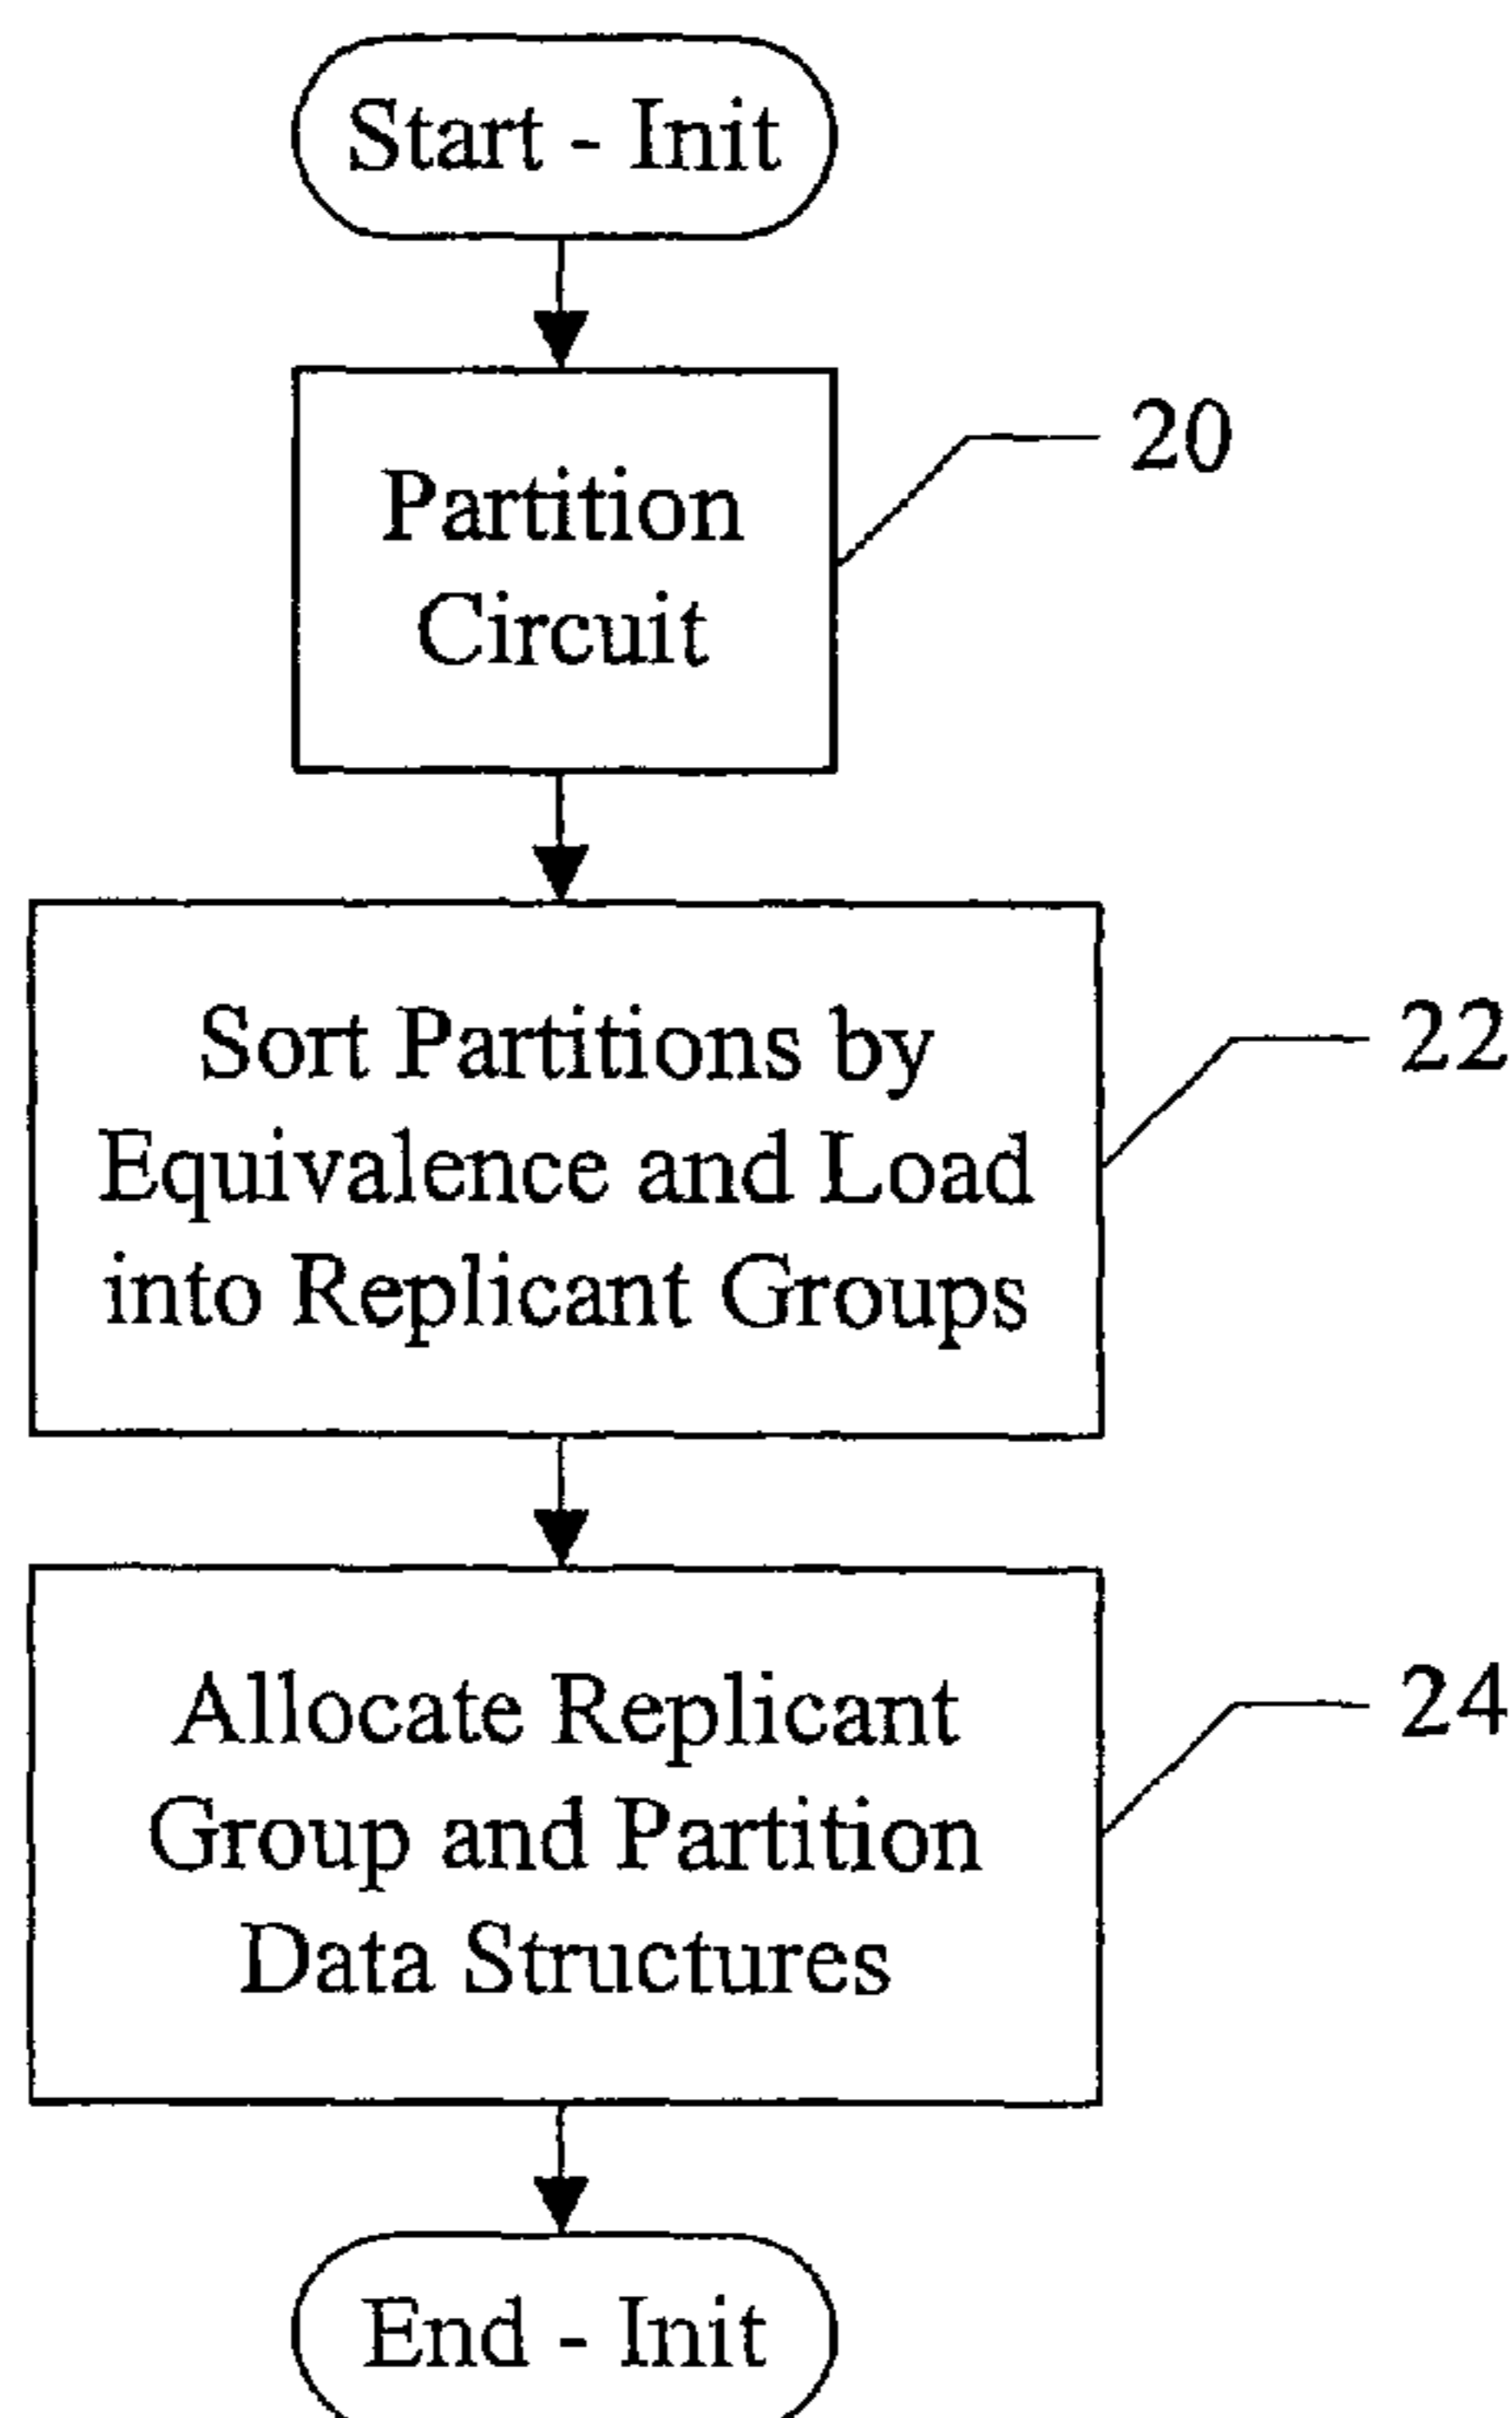 Start - Init
20
Partition
Circuit
22
Sort Partitions by
Equivalence and Load
into Replicant Groups
24
Allocate Replicant
Group and Partition
Data Structures
End - Init